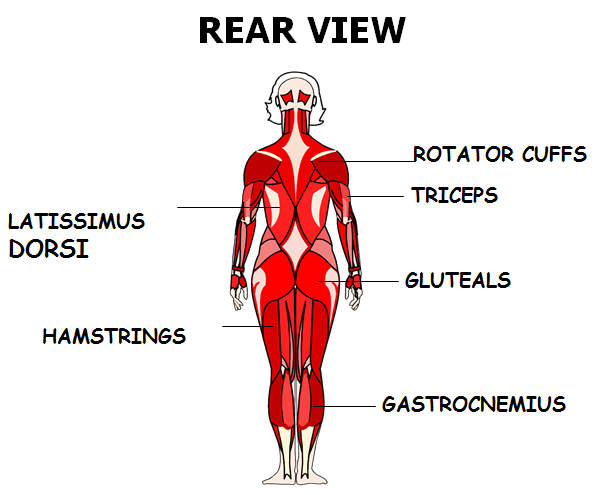 REAR VIEW
ROTATOR CUFFS
TRICEPS
LATISSIMUS
DORSI
GLUTEALS
HAMSTRINGS
GASTROCNEMIUS